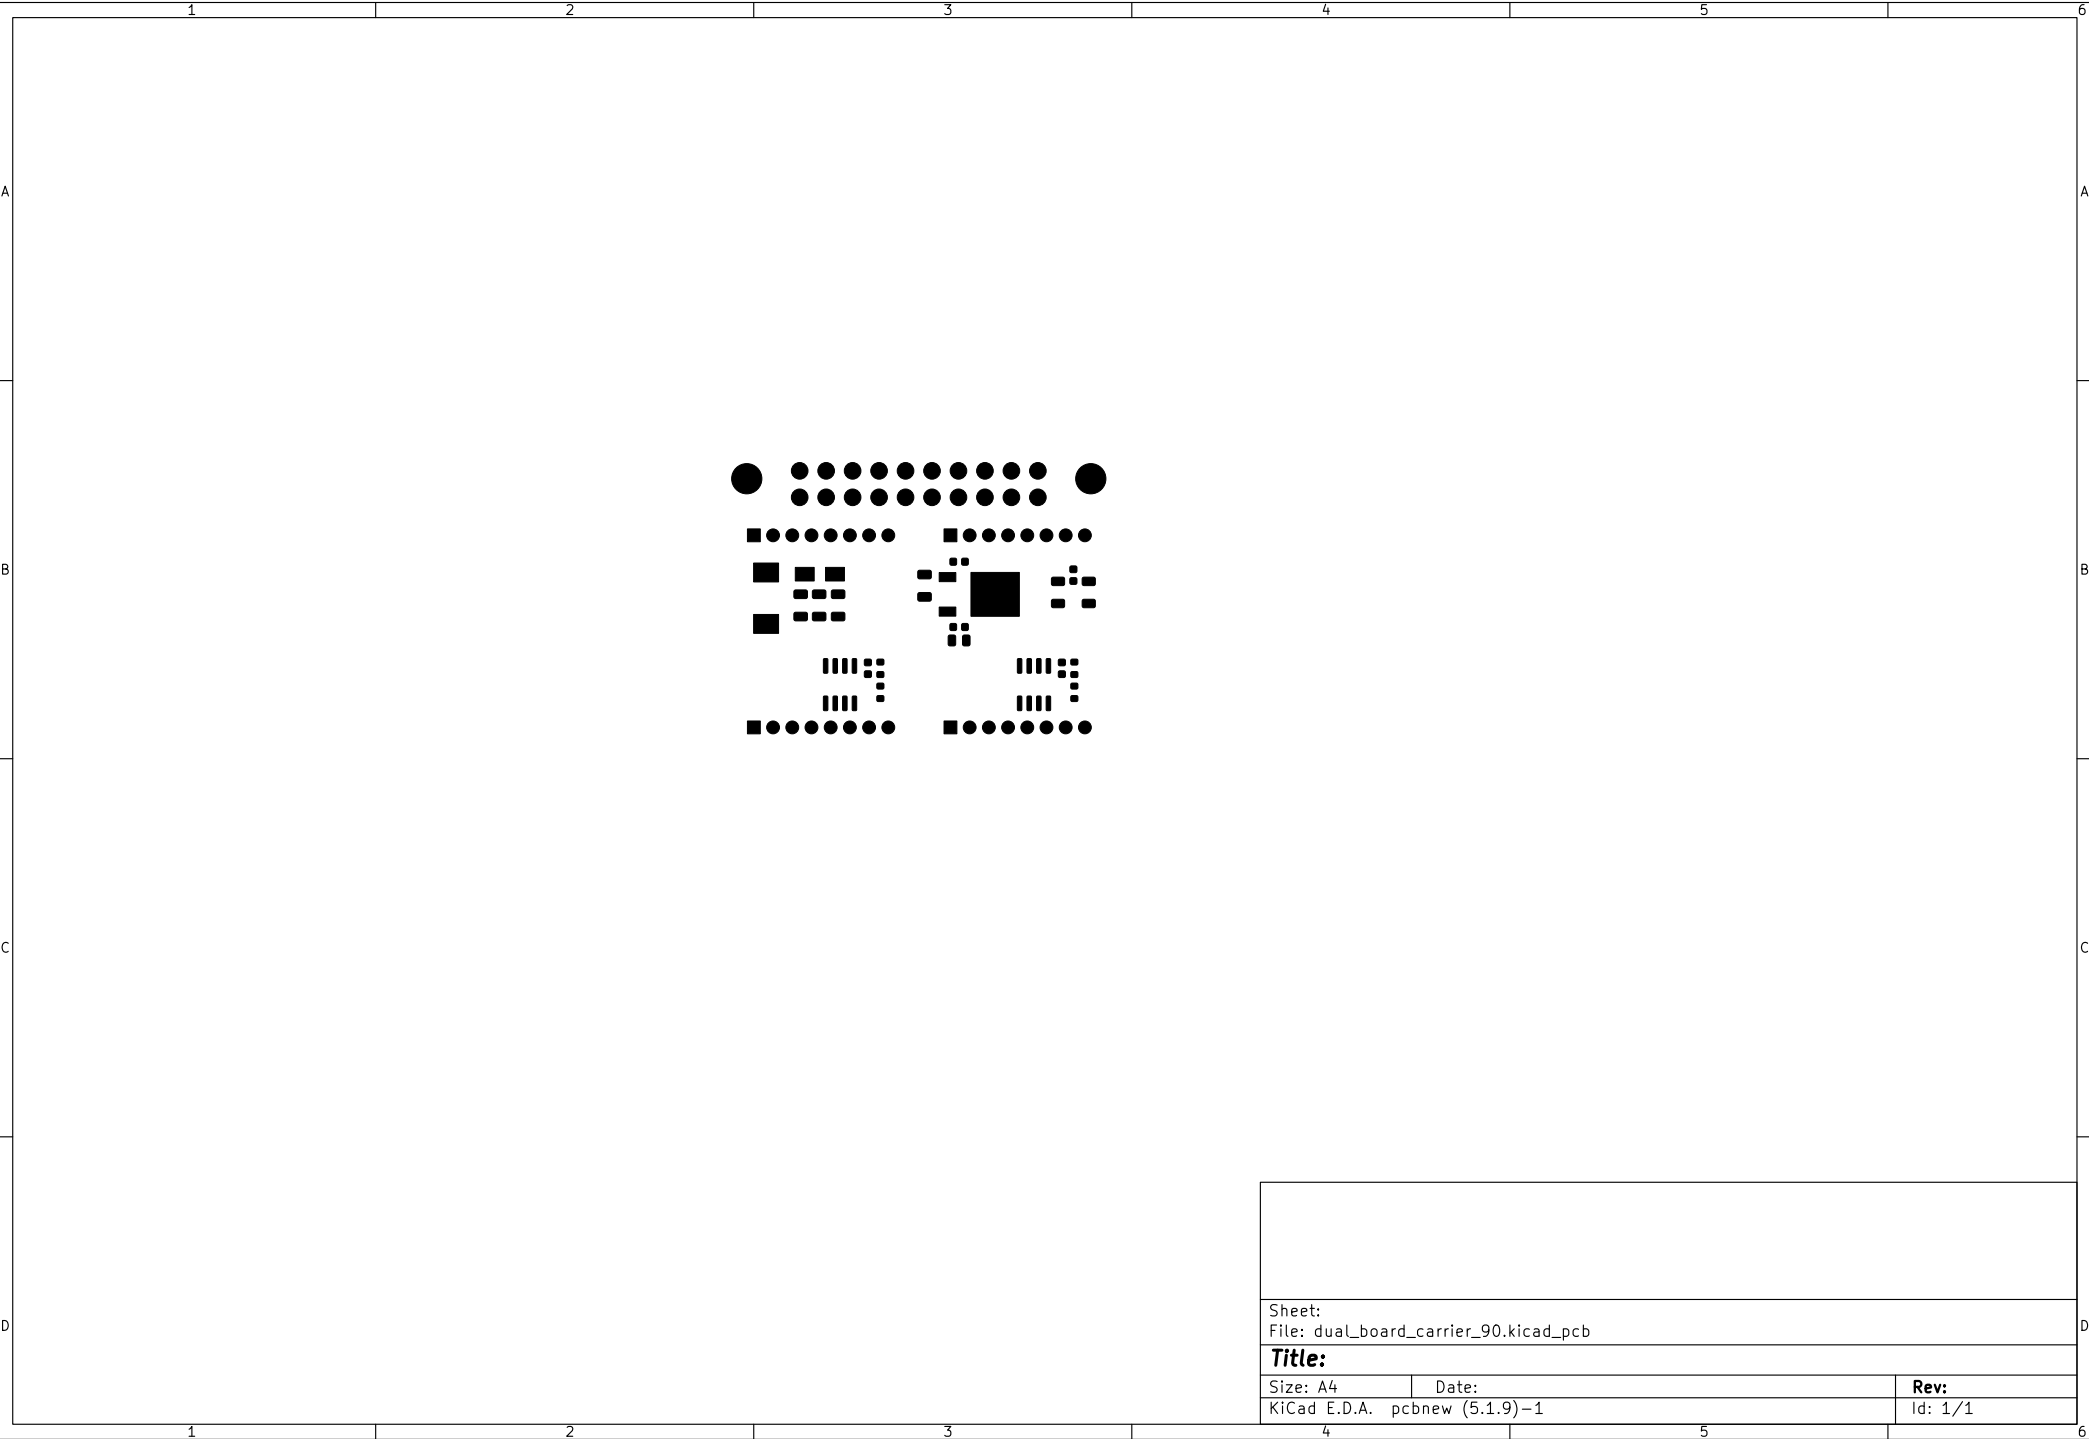 1 2 3 4 5 6
A A
B B
C C
D D
Sheet:
File: dual_board_carrier_90.kicad_pcb
Title:
Size: A4 Date: Rev:
KiCad E.D.A. pcbnew (5.1.9)-1 Id: 1/1
1 2 3 4 5 6